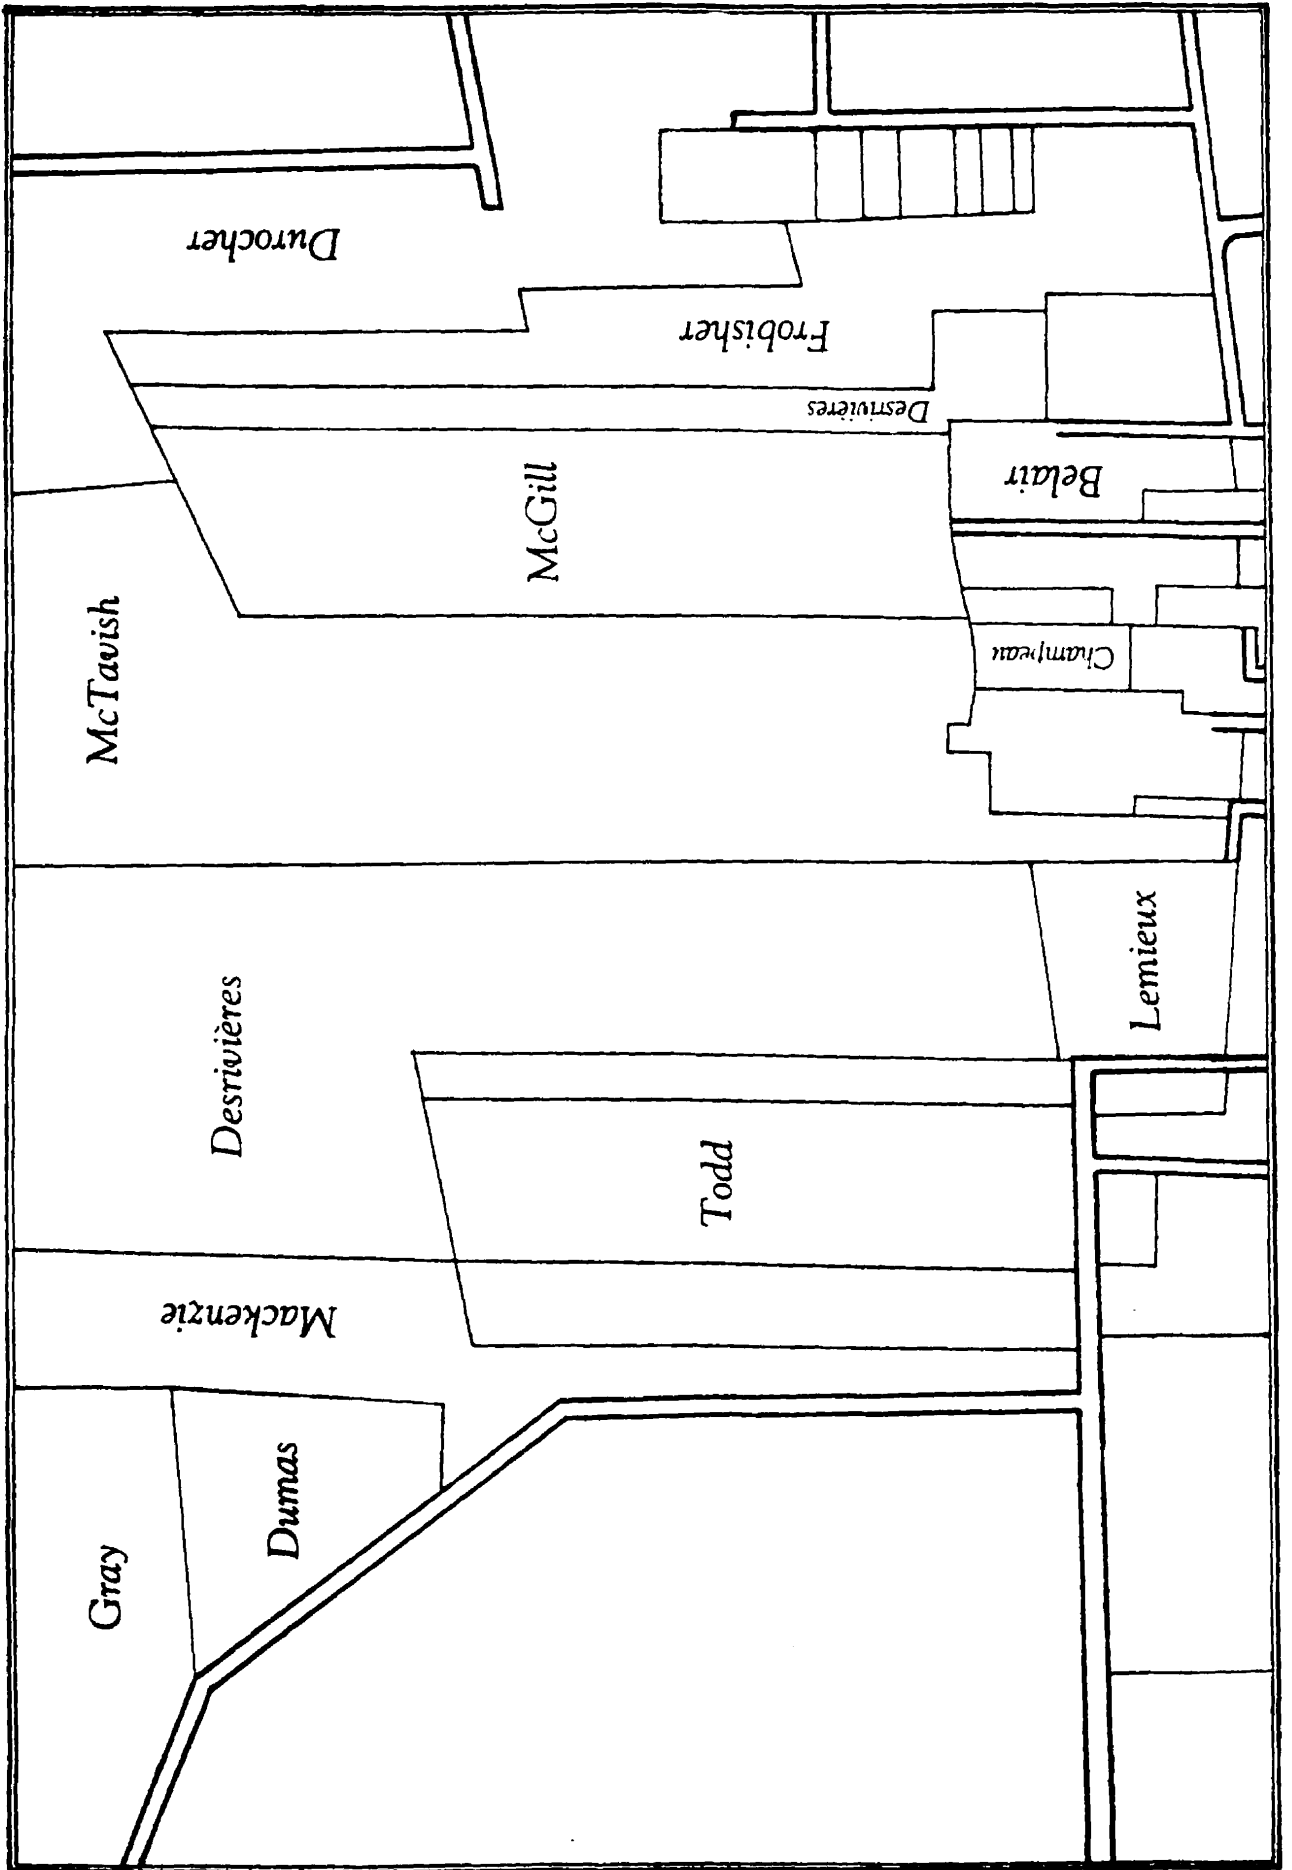 Durocher
Frobisher
Desrivières
McGill
Belair
McTavish
Champeau
Lemieux
Desrivières
Todd
Mackenzie
Dumas
Gray